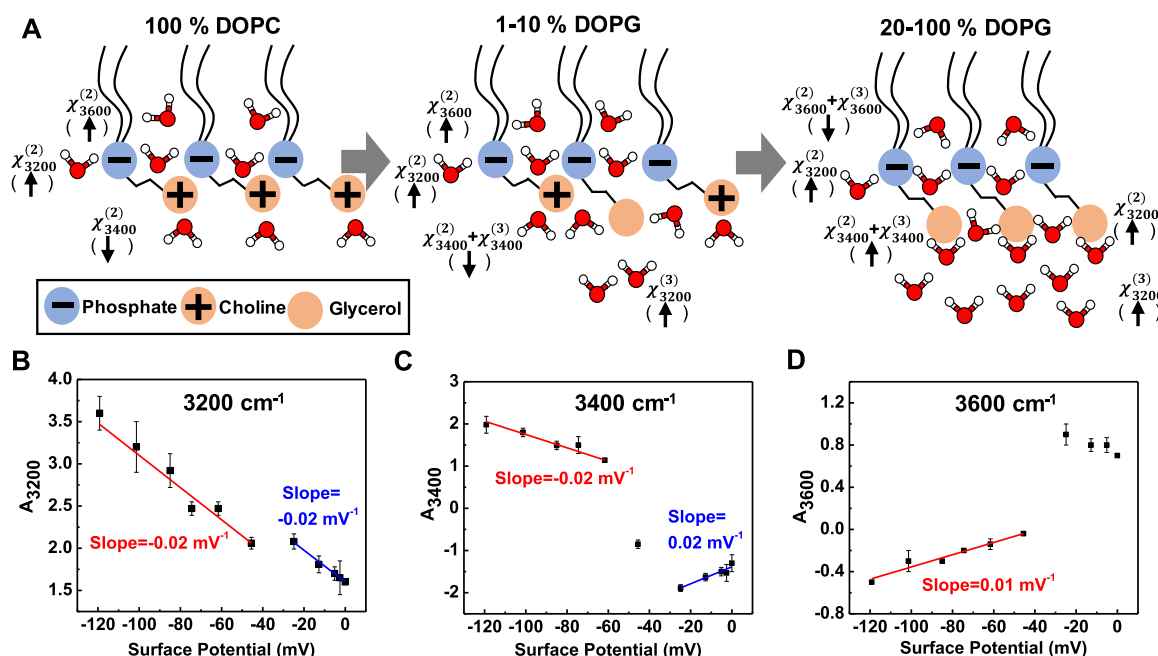 A
100 % DOPC
1-10 % DOPG
20-100 % DOPG
χ(2)3600
(↑)
χ(2)3200
(↑)
χ(2)3400
(↓)
χ(2)3600
(↑)
χ(2)3200
(↑)
χ(2)3400+χ(3)3400
(↓)
χ(3)3200
(↑)
χ(2)3600+χ(3)3600
(↓)
χ(2)3200
(↑)
χ(2)3400+χ(3)3400
(↑)
χ(2)3200
(↑)
χ(3)3200
(↑)
− Phosphate + Choline Glycerol
B
3200 cm-1
4.0
3.5
3.0
2.5
2.0
1.5
A3200
Slope=
-0.02 mV-1
Slope=-0.02 mV-1
-120 -100 -80 -60 -40 -20 0
Surface Potential (mV)
C
3400 cm-1
3
2
1
0
-1
-2
A3400
Slope=-0.02 mV-1
Slope=
0.02 mV-1
-120 -100 -80 -60 -40 -20 0
Surface Potential (mV)
D
3600 cm-1
1.2
0.8
0.4
0.0
-0.4
-0.8
A3600
Slope=0.01 mV-1
-120 -100 -80 -60 -40 -20 0
Surface Potential (mV)